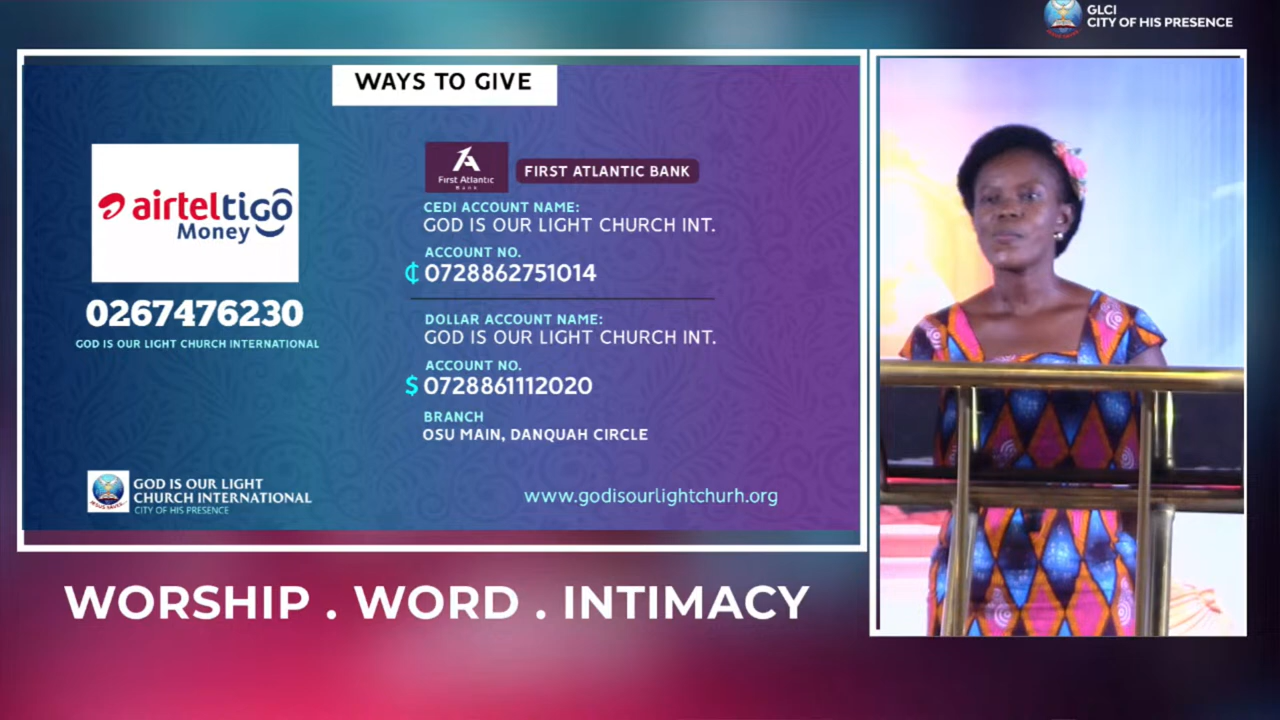 GLCI
CITY OF HIS PRESENCE
WAYS TO GIVE
airteltigo
Money
0267476230
GOD IS OUR LIGHT CHURCH INTERNATIONAL
First Atlantic
Bank
FIRST ATLANTIC BANK
CEDI ACCOUNT NAME:
GOD IS OUR LIGHT CHURCH INT.
ACCOUNT NO.
₵ 0728862751014
DOLLAR ACCOUNT NAME:
GOD IS OUR LIGHT CHURCH INT.
ACCOUNT NO.
$ 0728861112020
BRANCH
OSU MAIN, DANQUAH CIRCLE
JESUS SAVES
GOD IS OUR LIGHT
CHURCH INTERNATIONAL
CITY OF HIS PRESENCE
www.godisourlightchurh.org
WORSHIP . WORD . INTIMACY